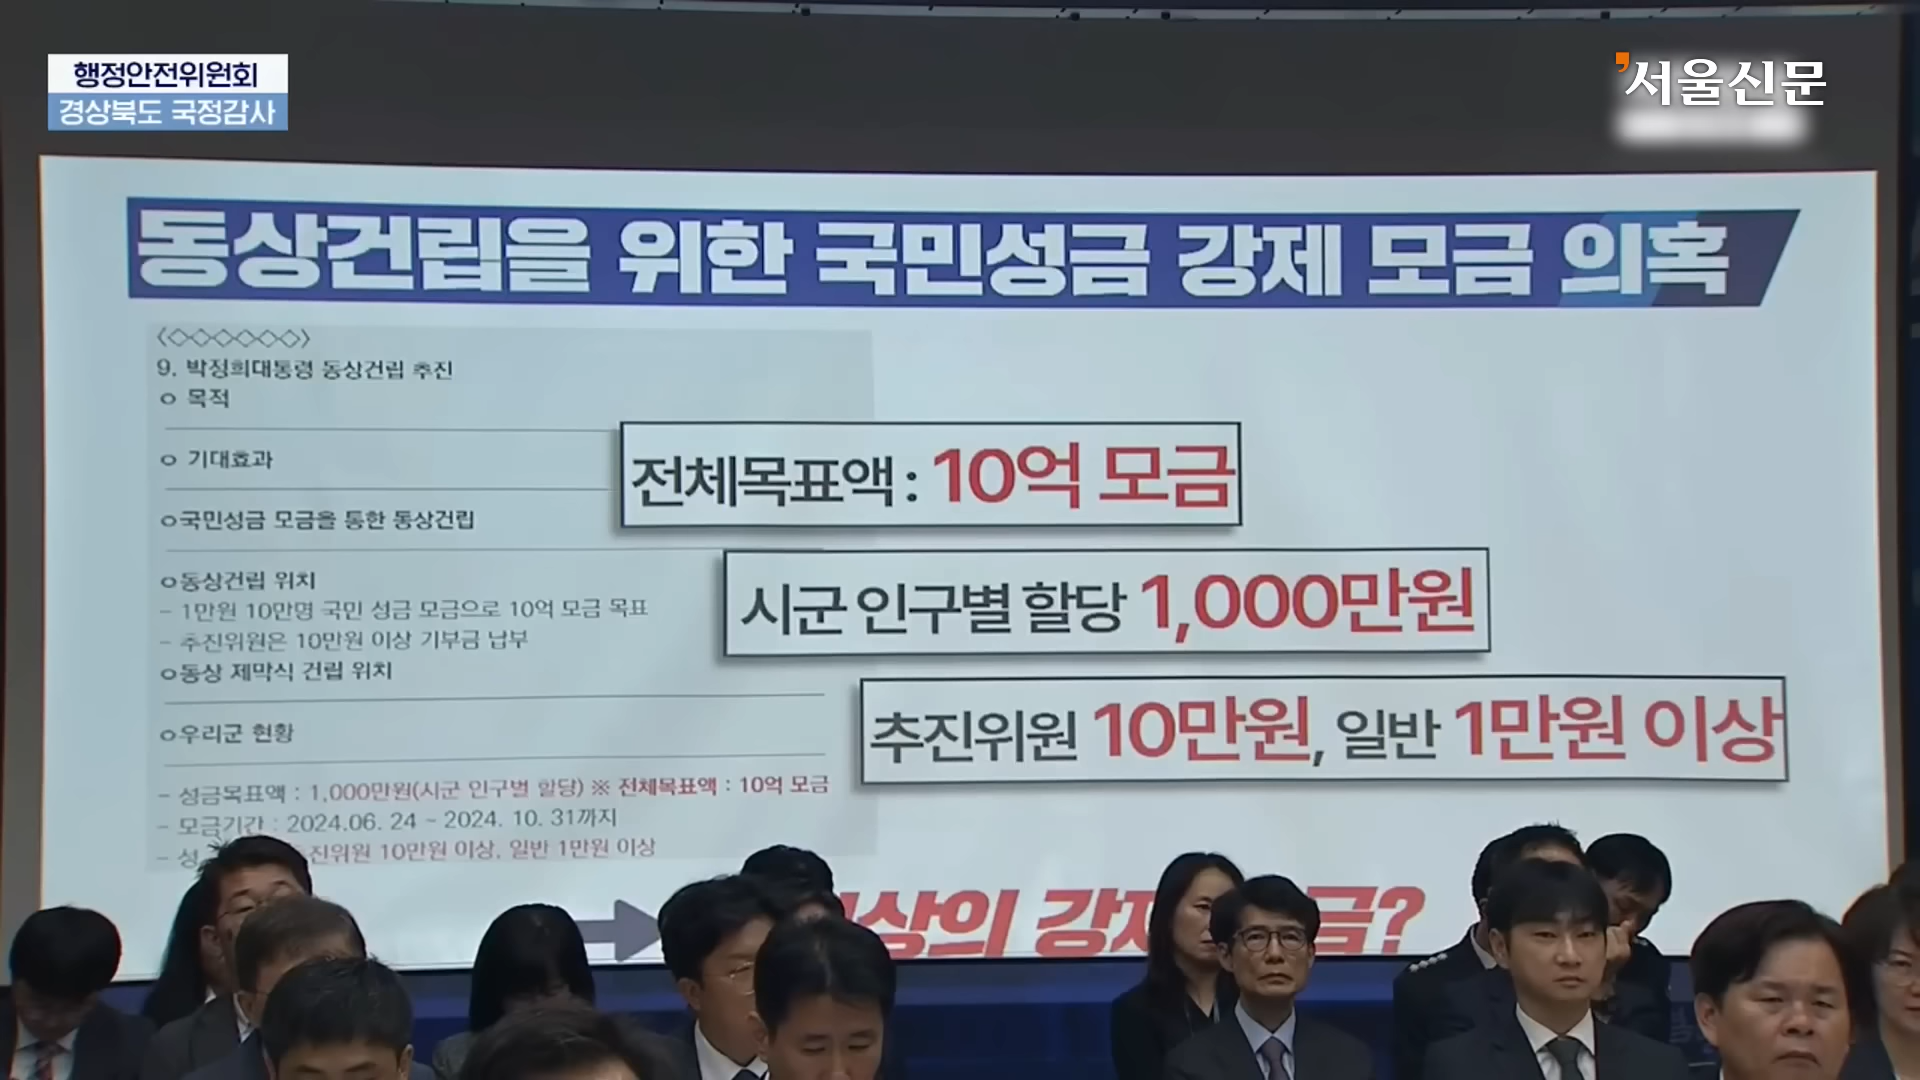 행정안전위원회
경상북도 국정감사
서울신문
동상건립을 위한 국민성금 강제 모금 의혹
<◇◇◇◇◇◇>
9. 박정희대통령 동상건립 추진
ㅇ 목적
ㅇ 기대효과
ㅇ국민성금 모금을 통한 동상건립
ㅇ동상건립 위치
- 1만원 10만명 국민 성금 모금으로 10억 모금 목표
- 추진위원은 10만원 이상 기부금 납부
ㅇ동상 제막식 건립 위치
ㅇ우리군 현황
- 성금목표액 : 1,000만원(시군 인구별 할당) ※ 전체목표액 : 10억 모금
- 모금기간 : 2024.06. 24 ~ 2024. 10. 31까지
- 성 진위원 10만원 이상, 일반 1만원 이상
전체목표액 : 10억 모금
시군 인구별 할당 1,000만원
추진위원 10만원, 일반 1만원 이상
상의 강제 금?